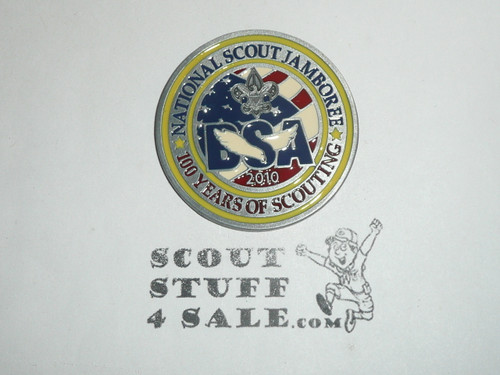 NATIONAL SCOUT JAMBOREE
BSA
2010
100 YEARS OF SCOUTING
SCOUT
STUFF
4 SALE.COM